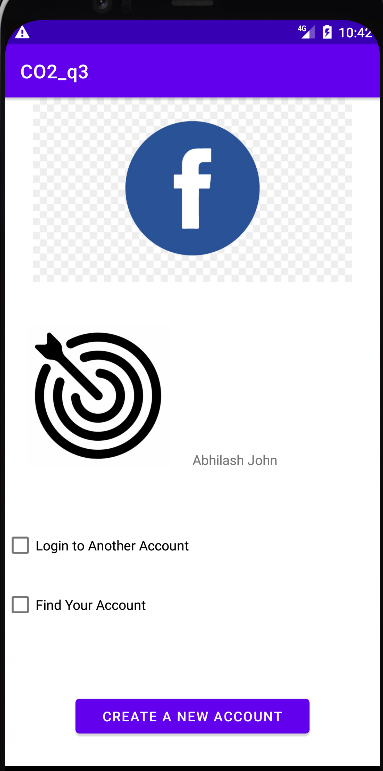 4G 10:42
CO2_q3
f
Abhilash John
Login to Another Account
Find Your Account
CREATE A NEW ACCOUNT